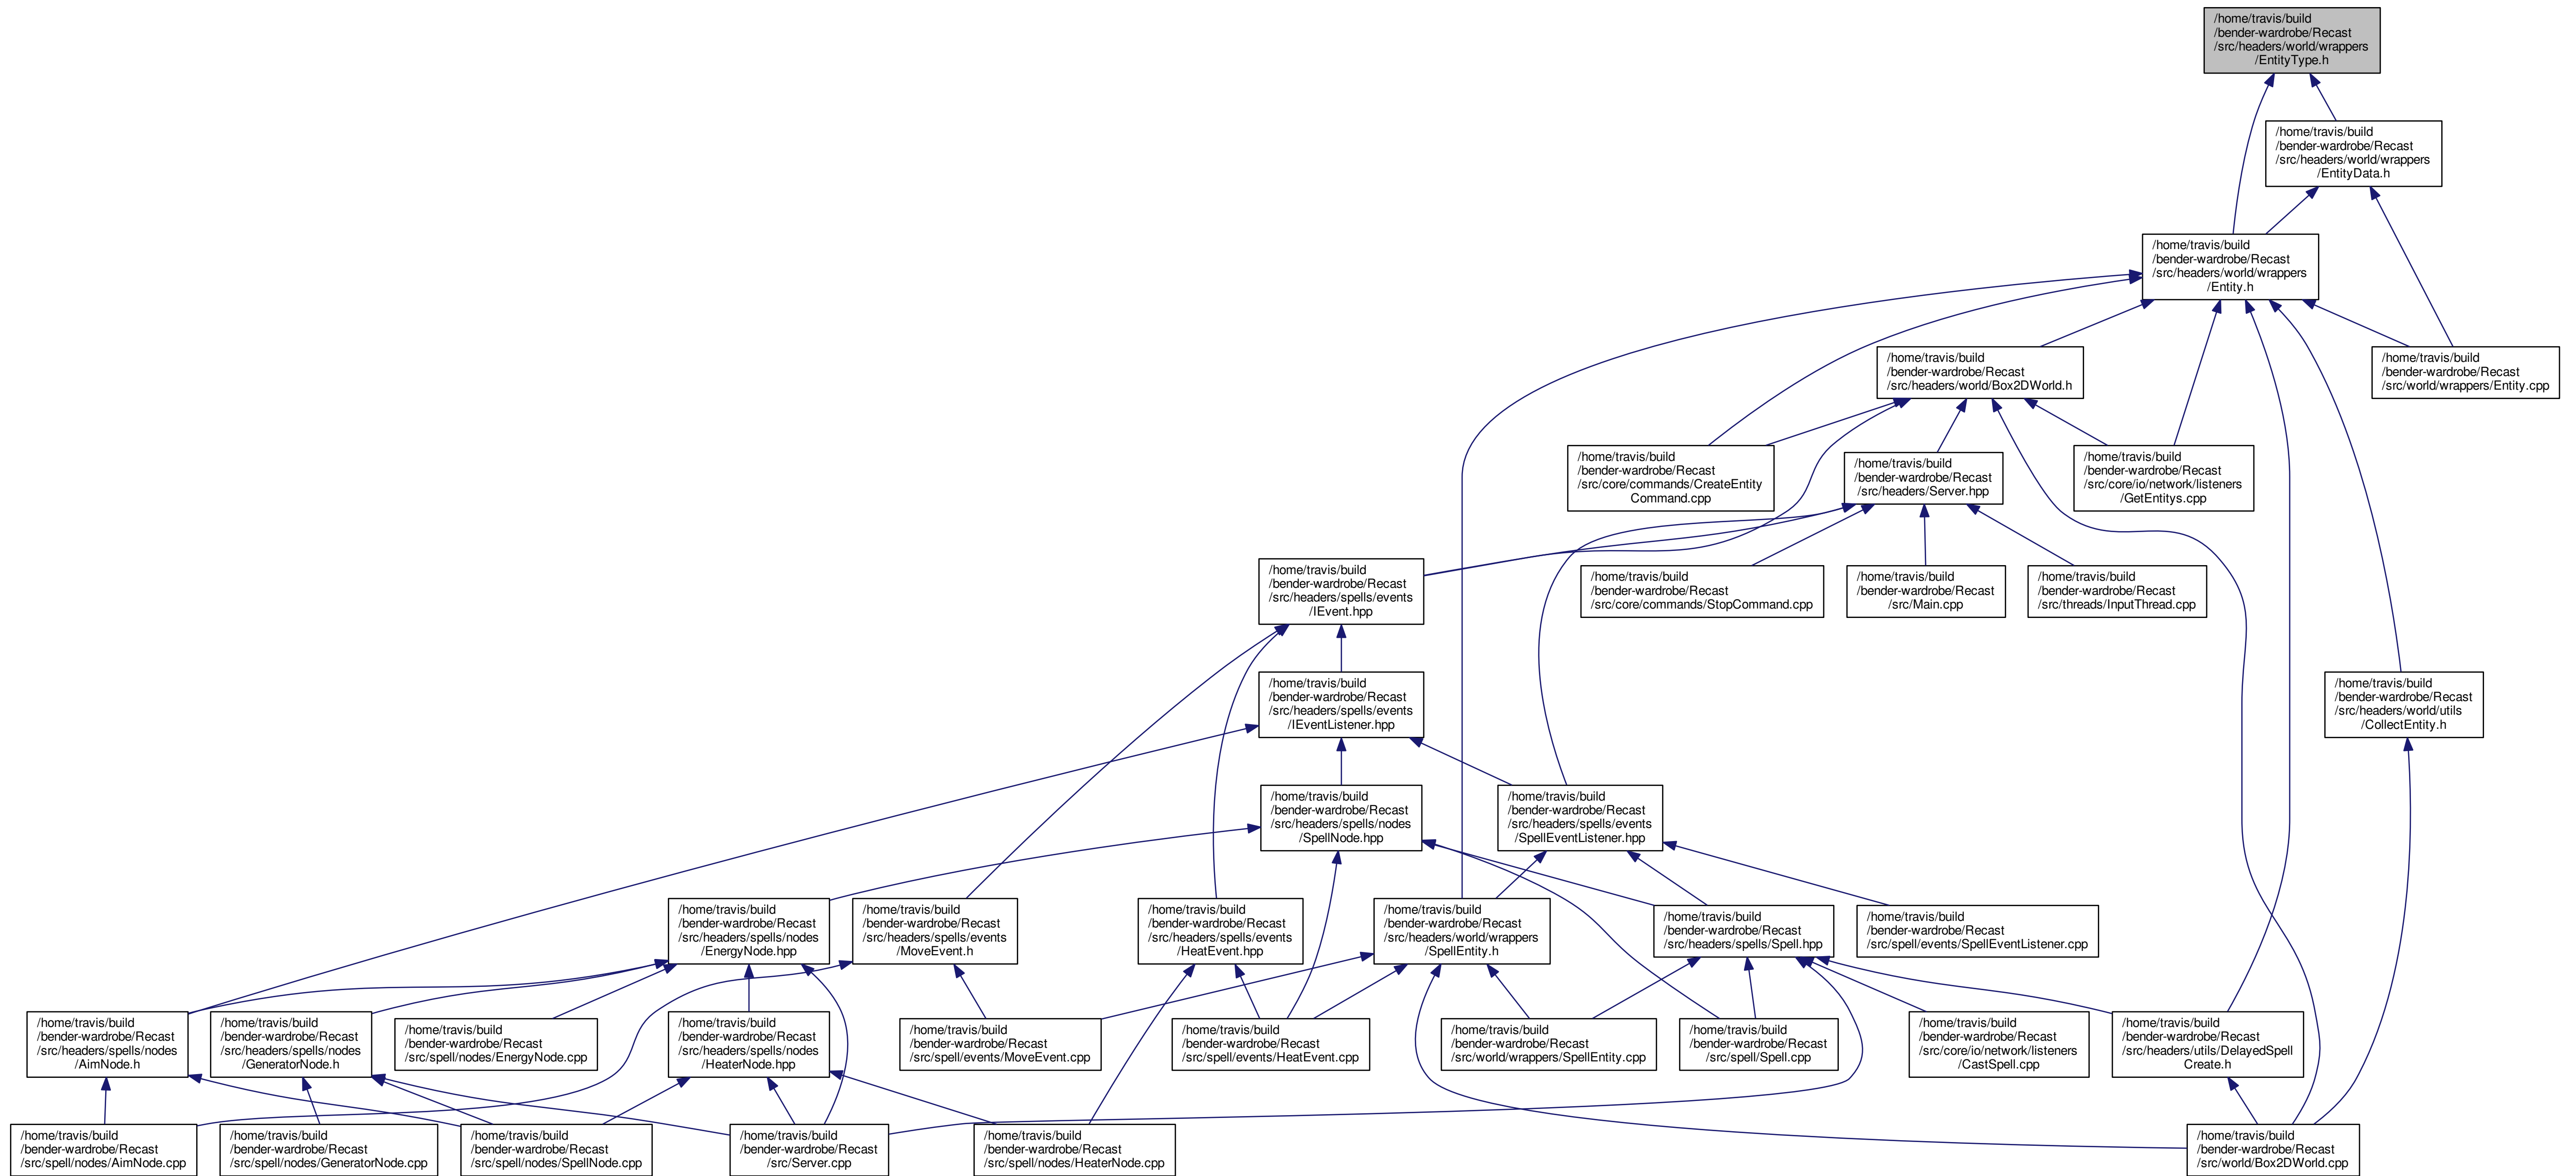 /home/travis/build
/bender-wardrobe/Recast
/src/headers/world/wrappers
/EntityType.h
/home/travis/build
/bender-wardrobe/Recast
/src/headers/world/wrappers
/EntityData.h
/home/travis/build
/bender-wardrobe/Recast
/src/headers/world/wrappers
/Entity.h
/home/travis/build
/bender-wardrobe/Recast
/src/headers/world/Box2DWorld.h
/home/travis/build
/bender-wardrobe/Recast
/src/world/wrappers/Entity.cpp
/home/travis/build
/bender-wardrobe/Recast
/src/core/commands/CreateEntity
Command.cpp
/home/travis/build
/bender-wardrobe/Recast
/src/headers/Server.hpp
/home/travis/build
/bender-wardrobe/Recast
/src/core/io/network/listeners
/GetEntitys.cpp
/home/travis/build
/bender-wardrobe/Recast
/src/headers/spells/events
/IEvent.hpp
/home/travis/build
/bender-wardrobe/Recast
/src/core/commands/StopCommand.cpp
/home/travis/build
/bender-wardrobe/Recast
/src/Main.cpp
/home/travis/build
/bender-wardrobe/Recast
/src/threads/InputThread.cpp
/home/travis/build
/bender-wardrobe/Recast
/src/headers/spells/events
/IEventListener.hpp
/home/travis/build
/bender-wardrobe/Recast
/src/headers/world/utils
/CollectEntity.h
/home/travis/build
/bender-wardrobe/Recast
/src/headers/spells/nodes
/SpellNode.hpp
/home/travis/build
/bender-wardrobe/Recast
/src/headers/spells/events
/SpellEventListener.hpp
/home/travis/build
/bender-wardrobe/Recast
/src/headers/spells/nodes
/EnergyNode.hpp
/home/travis/build
/bender-wardrobe/Recast
/src/headers/spells/events
/MoveEvent.h
/home/travis/build
/bender-wardrobe/Recast
/src/headers/spells/events
/HeatEvent.hpp
/home/travis/build
/bender-wardrobe/Recast
/src/headers/world/wrappers
/SpellEntity.h
/home/travis/build
/bender-wardrobe/Recast
/src/headers/spells/Spell.hpp
/home/travis/build
/bender-wardrobe/Recast
/src/spell/events/SpellEventListener.cpp
/home/travis/build
/bender-wardrobe/Recast
/src/headers/spells/nodes
/AimNode.h
/home/travis/build
/bender-wardrobe/Recast
/src/headers/spells/nodes
/GeneratorNode.h
/home/travis/build
/bender-wardrobe/Recast
/src/spell/nodes/EnergyNode.cpp
/home/travis/build
/bender-wardrobe/Recast
/src/headers/spells/nodes
/HeaterNode.hpp
/home/travis/build
/bender-wardrobe/Recast
/src/spell/events/MoveEvent.cpp
/home/travis/build
/bender-wardrobe/Recast
/src/spell/events/HeatEvent.cpp
/home/travis/build
/bender-wardrobe/Recast
/src/world/wrappers/SpellEntity.cpp
/home/travis/build
/bender-wardrobe/Recast
/src/spell/Spell.cpp
/home/travis/build
/bender-wardrobe/Recast
/src/core/io/network/listeners
/CastSpell.cpp
/home/travis/build
/bender-wardrobe/Recast
/src/headers/utils/DelayedSpell
Create.h
/home/travis/build
/bender-wardrobe/Recast
/src/spell/nodes/AimNode.cpp
/home/travis/build
/bender-wardrobe/Recast
/src/spell/nodes/GeneratorNode.cpp
/home/travis/build
/bender-wardrobe/Recast
/src/spell/nodes/SpellNode.cpp
/home/travis/build
/bender-wardrobe/Recast
/src/Server.cpp
/home/travis/build
/bender-wardrobe/Recast
/src/spell/nodes/HeaterNode.cpp
/home/travis/build
/bender-wardrobe/Recast
/src/world/Box2DWorld.cpp